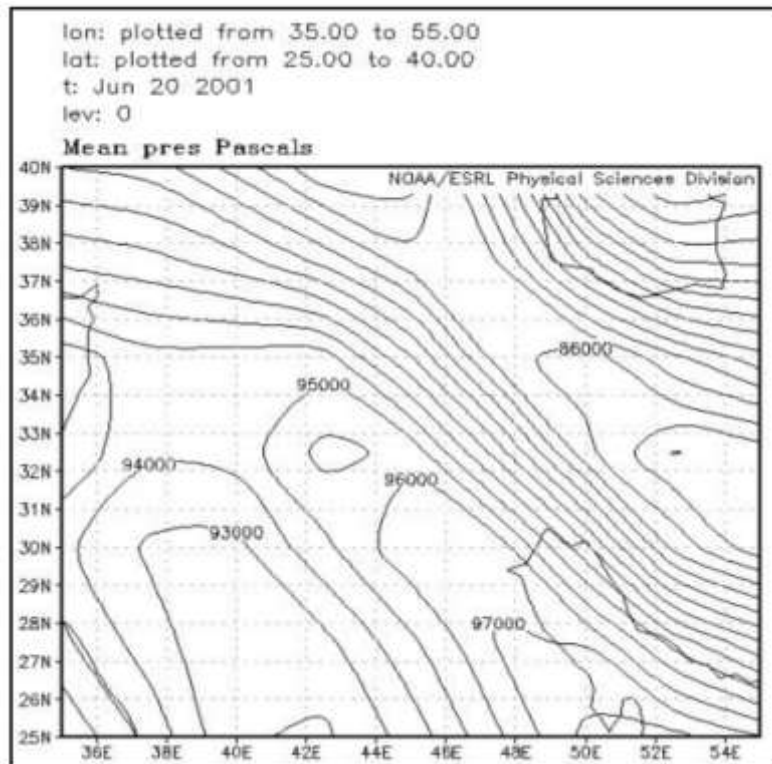 lon: plotted from 35.00 to 55.00
lat: plotted from 25.00 to 40.00
t: Jun 20 2001
lev: 0
Mean pres Pascals
NOAA/ESRL Physical Sciences Division
40N
39N
38N
37N
36N
35N
34N
33N
32N
31N
30N
29N
28N
27N
26N
25N
86000
95000
94000
96000
93000
97000
36E 38E 40E 42E 44E 46E 48E 50E 52E 54E